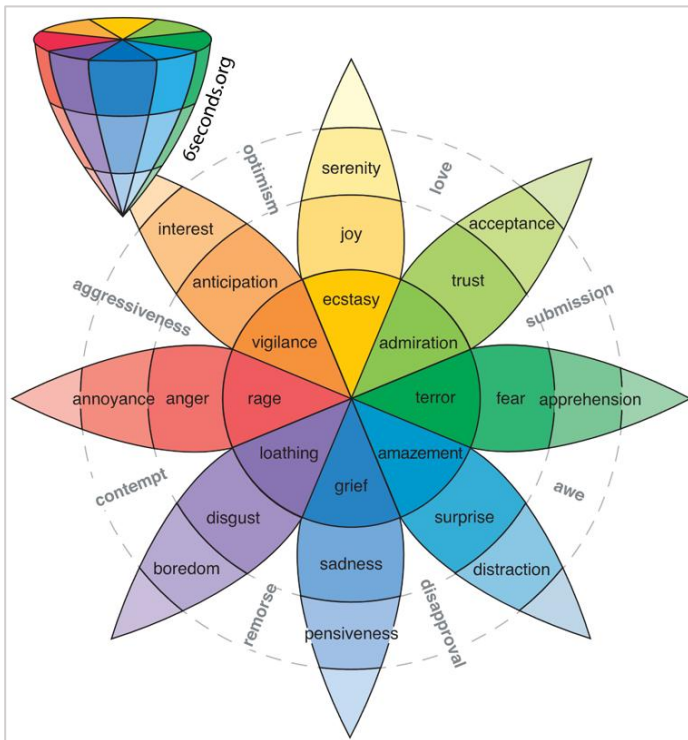 6seconds.org
optimism
serenity
love
interest
joy
acceptance
anticipation
trust
aggressiveness
ecstasy
submission
vigilance
admiration
annoyance
anger
rage
terror
fear
apprehension
loathing
amazement
contempt
grief
awe
disgust
surprise
boredom
sadness
distraction
remorse
pensiveness
disapproval